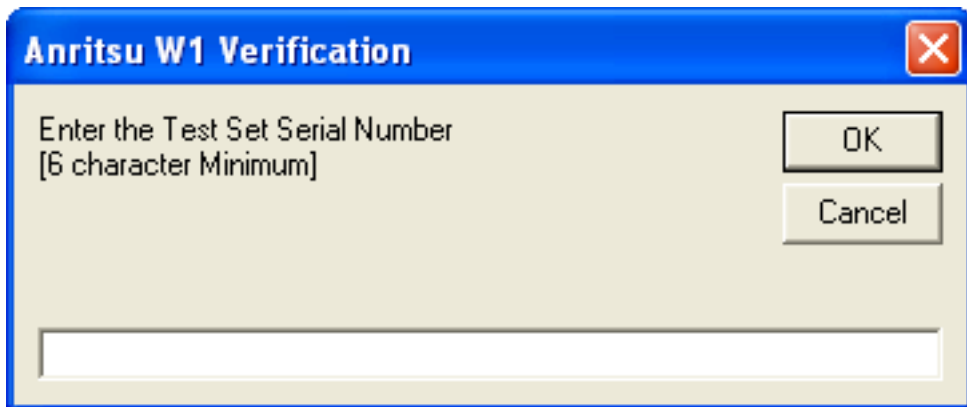 Anritsu W1 Verification
Enter the Test Set Serial Number
[6 character Minimum]
OK
Cancel